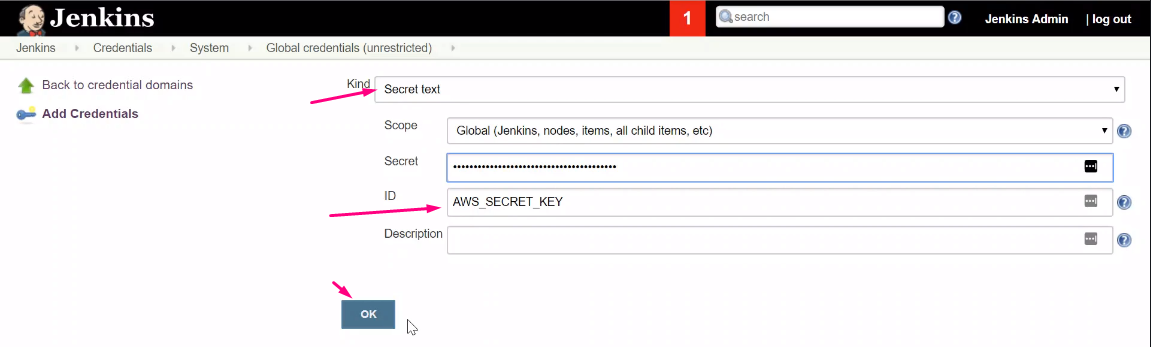 Jenkins
1
search
Jenkins Admin | log out
Jenkins Credentials System Global credentials (unrestricted)
Back to credential domains
Add Credentials
Kind Secret text
Scope Global (Jenkins, nodes, items, all child items, etc)
Secret ••••••••••••••••••••••••••••••••••••••••
ID AWS_SECRET_KEY
Description
OK